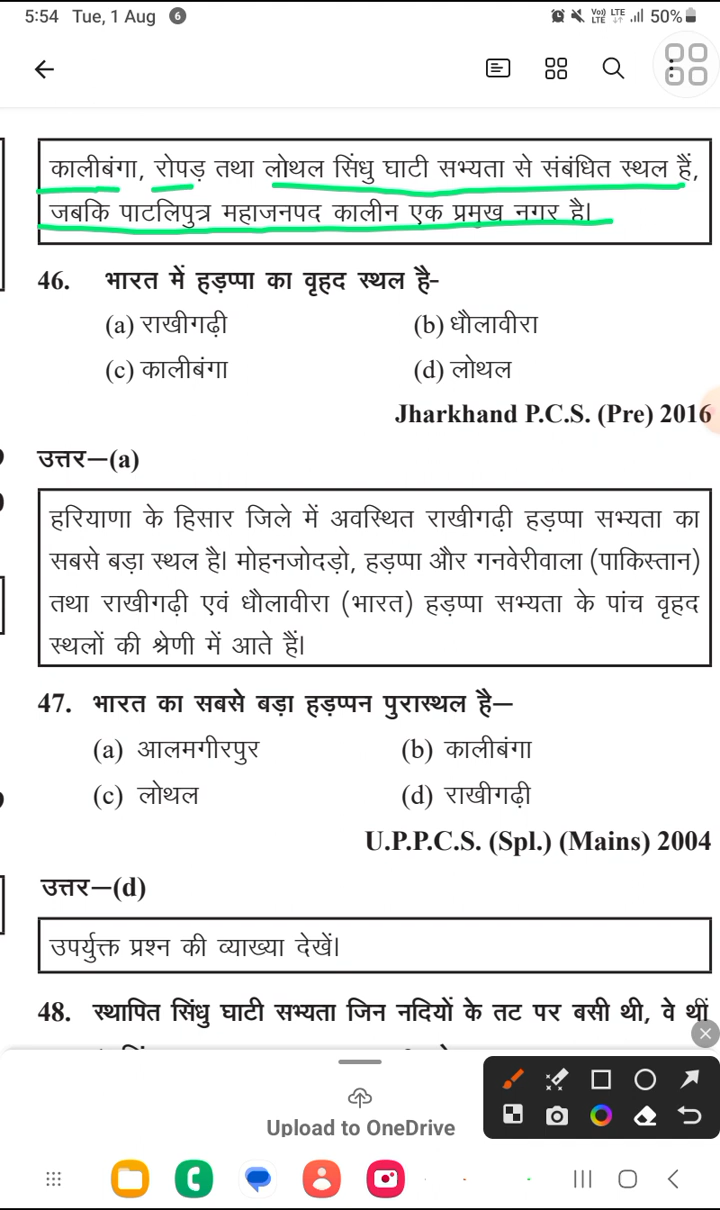 5:54 Tue, 1 Aug 6 Vo)) LTE LTE 50%
कालीबंगा, रोपड़ तथा लोथल सिंधु घाटी सभ्यता से संबंधित स्थल हैं,
जबकि पाटलिपुत्र महाजनपद कालीन एक प्रमुख नगर है।
46. भारत में हड़प्पा का वृहद स्थल है-
(a) राखीगढ़ी (b) धौलावीरा
(c) कालीबंगा (d) लोथल
Jharkhand P.C.S. (Pre) 2016
उत्तर—(a)
हरियाणा के हिसार जिले में अवस्थित राखीगढ़ी हड़प्पा सभ्यता का
सबसे बड़ा स्थल है। मोहनजोदड़ो, हड़प्पा और गनवेरीवाला (पाकिस्तान)
तथा राखीगढ़ी एवं धौलावीरा (भारत) हड़प्पा सभ्यता के पांच वृहद
स्थलों की श्रेणी में आते हैं।
47. भारत का सबसे बड़ा हड़प्पन पुरास्थल है—
(a) आलमगीरपुर (b) कालीबंगा
(c) लोथल (d) राखीगढ़ी
U.P.P.C.S. (Spl.) (Mains) 2004
उत्तर—(d)
उपर्युक्त प्रश्न की व्याख्या देखें।
48. स्थापित सिंधु घाटी सभ्यता जिन नदियों के तट पर बसी थी, वे थीं
Upload to OneDrive